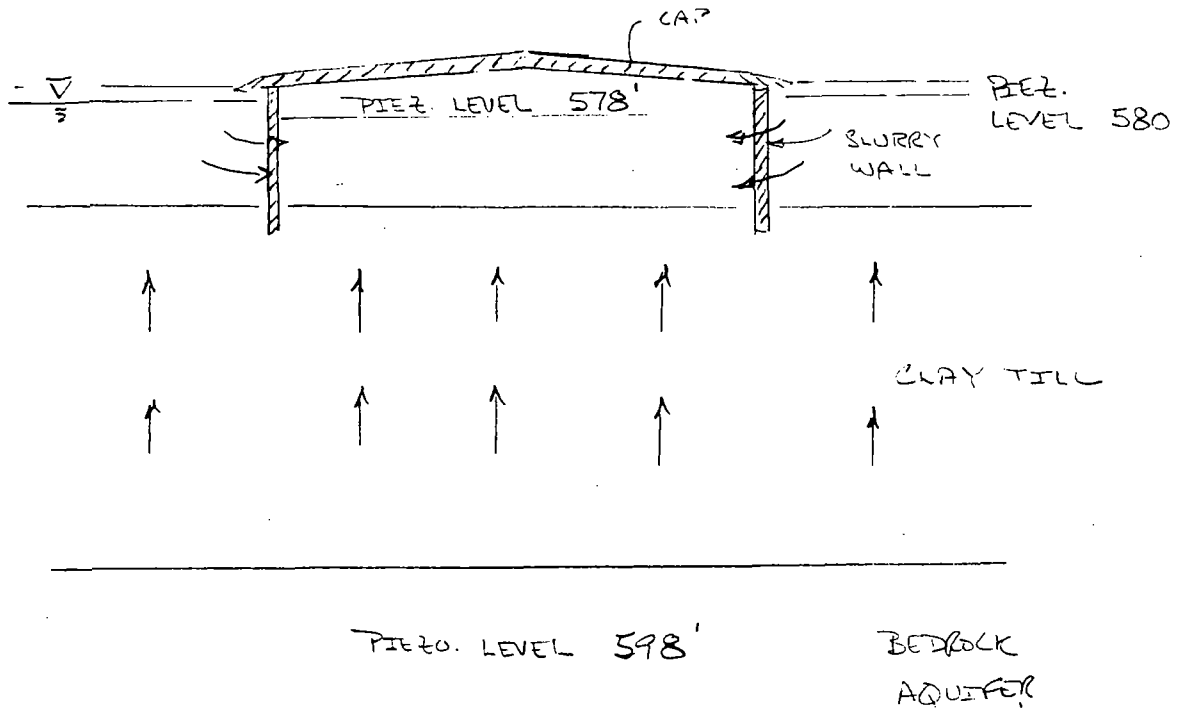 CAP
PIEZ. LEVEL 578'
PIEZ.
LEVEL 580
SLURRY
WALL
CLAY TILL
PIEZO. LEVEL 598'
BEDROCK
AQUIFER